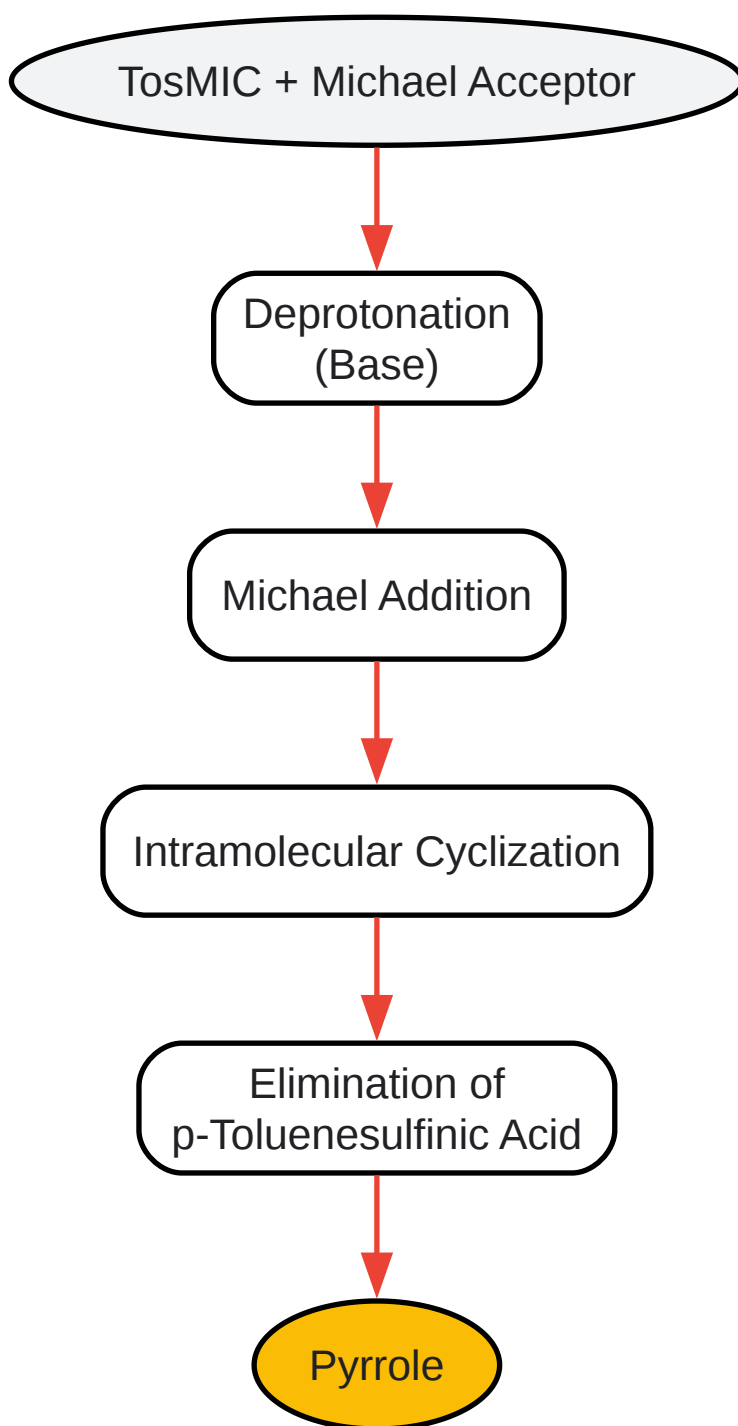 TosMIC + Michael Acceptor
Deprotonation
(Base)
Michael Addition
Intramolecular Cyclization
Elimination of
p-Toluenesulfinic Acid
Pyrrole